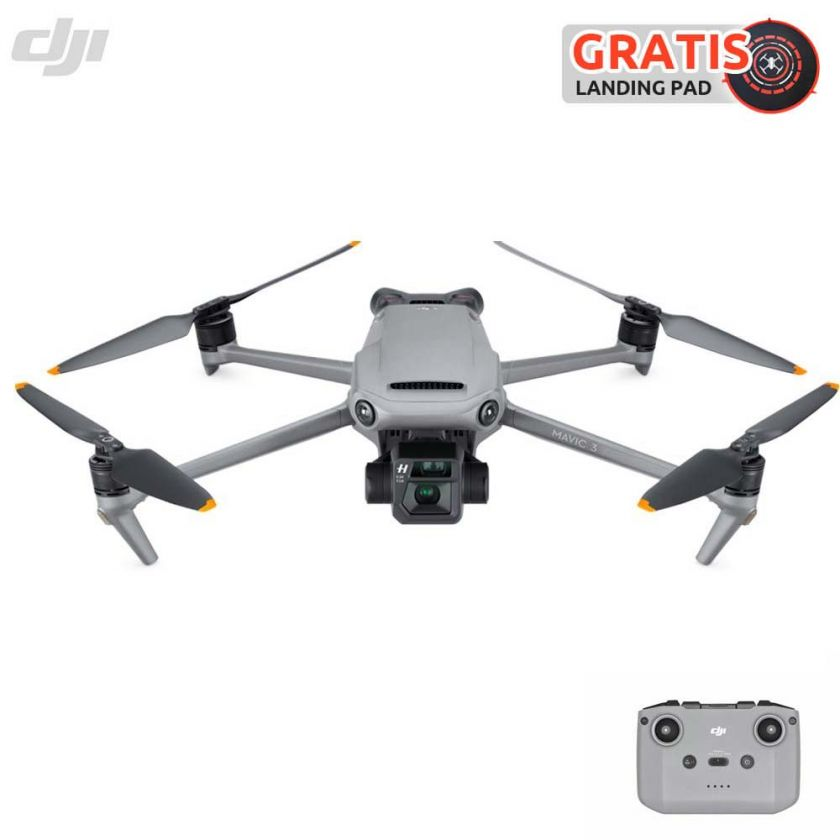 dji
GRATIS
LANDING PAD
MAVIC 3
H
dji